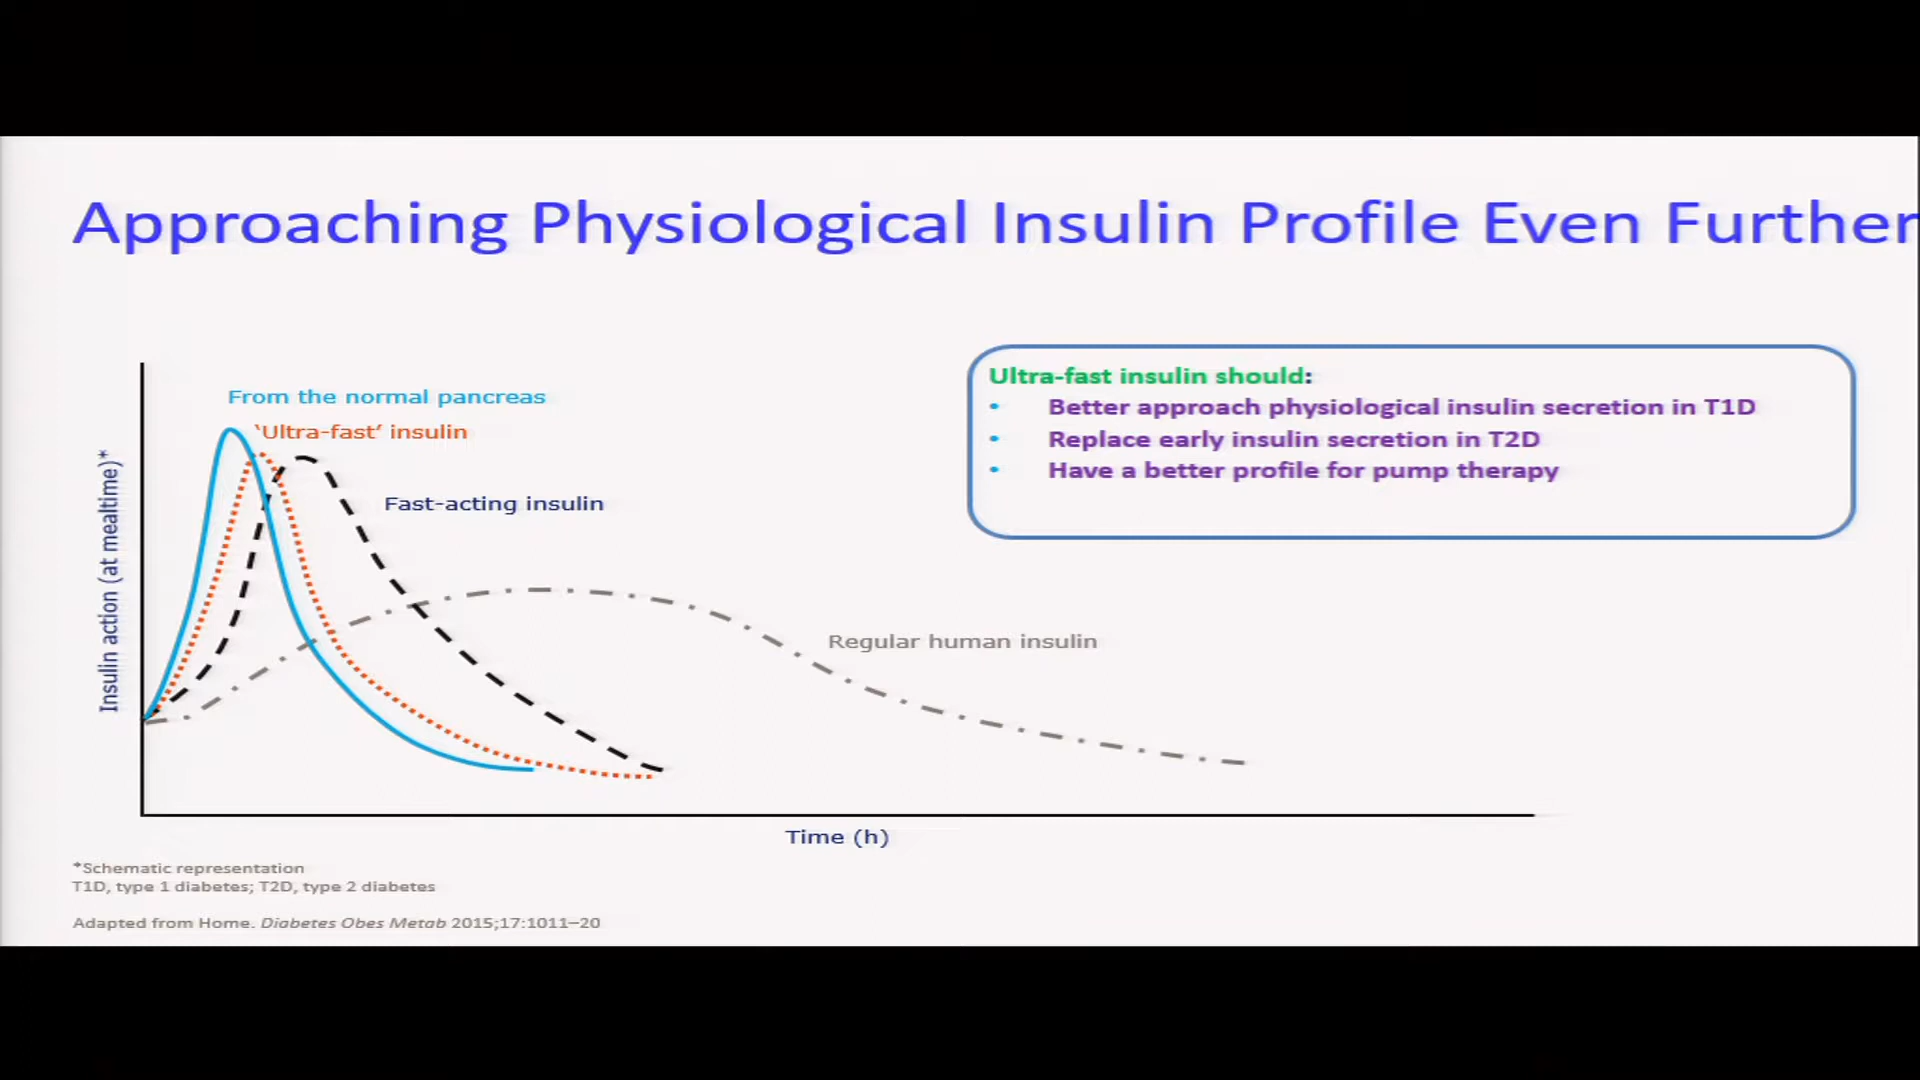 Approaching Physiological Insulin Profile Even Further
From the normal pancreas
'Ultra-fast' insulin
Fast-acting insulin
Regular human insulin
Insulin action (at mealtime)*
Time (h)
Ultra-fast insulin should:
• Better approach physiological insulin secretion in T1D
• Replace early insulin secretion in T2D
• Have a better profile for pump therapy
*Schematic representation
T1D, type 1 diabetes; T2D, type 2 diabetes
Adapted from Home. Diabetes Obes Metab 2015;17:1011–20